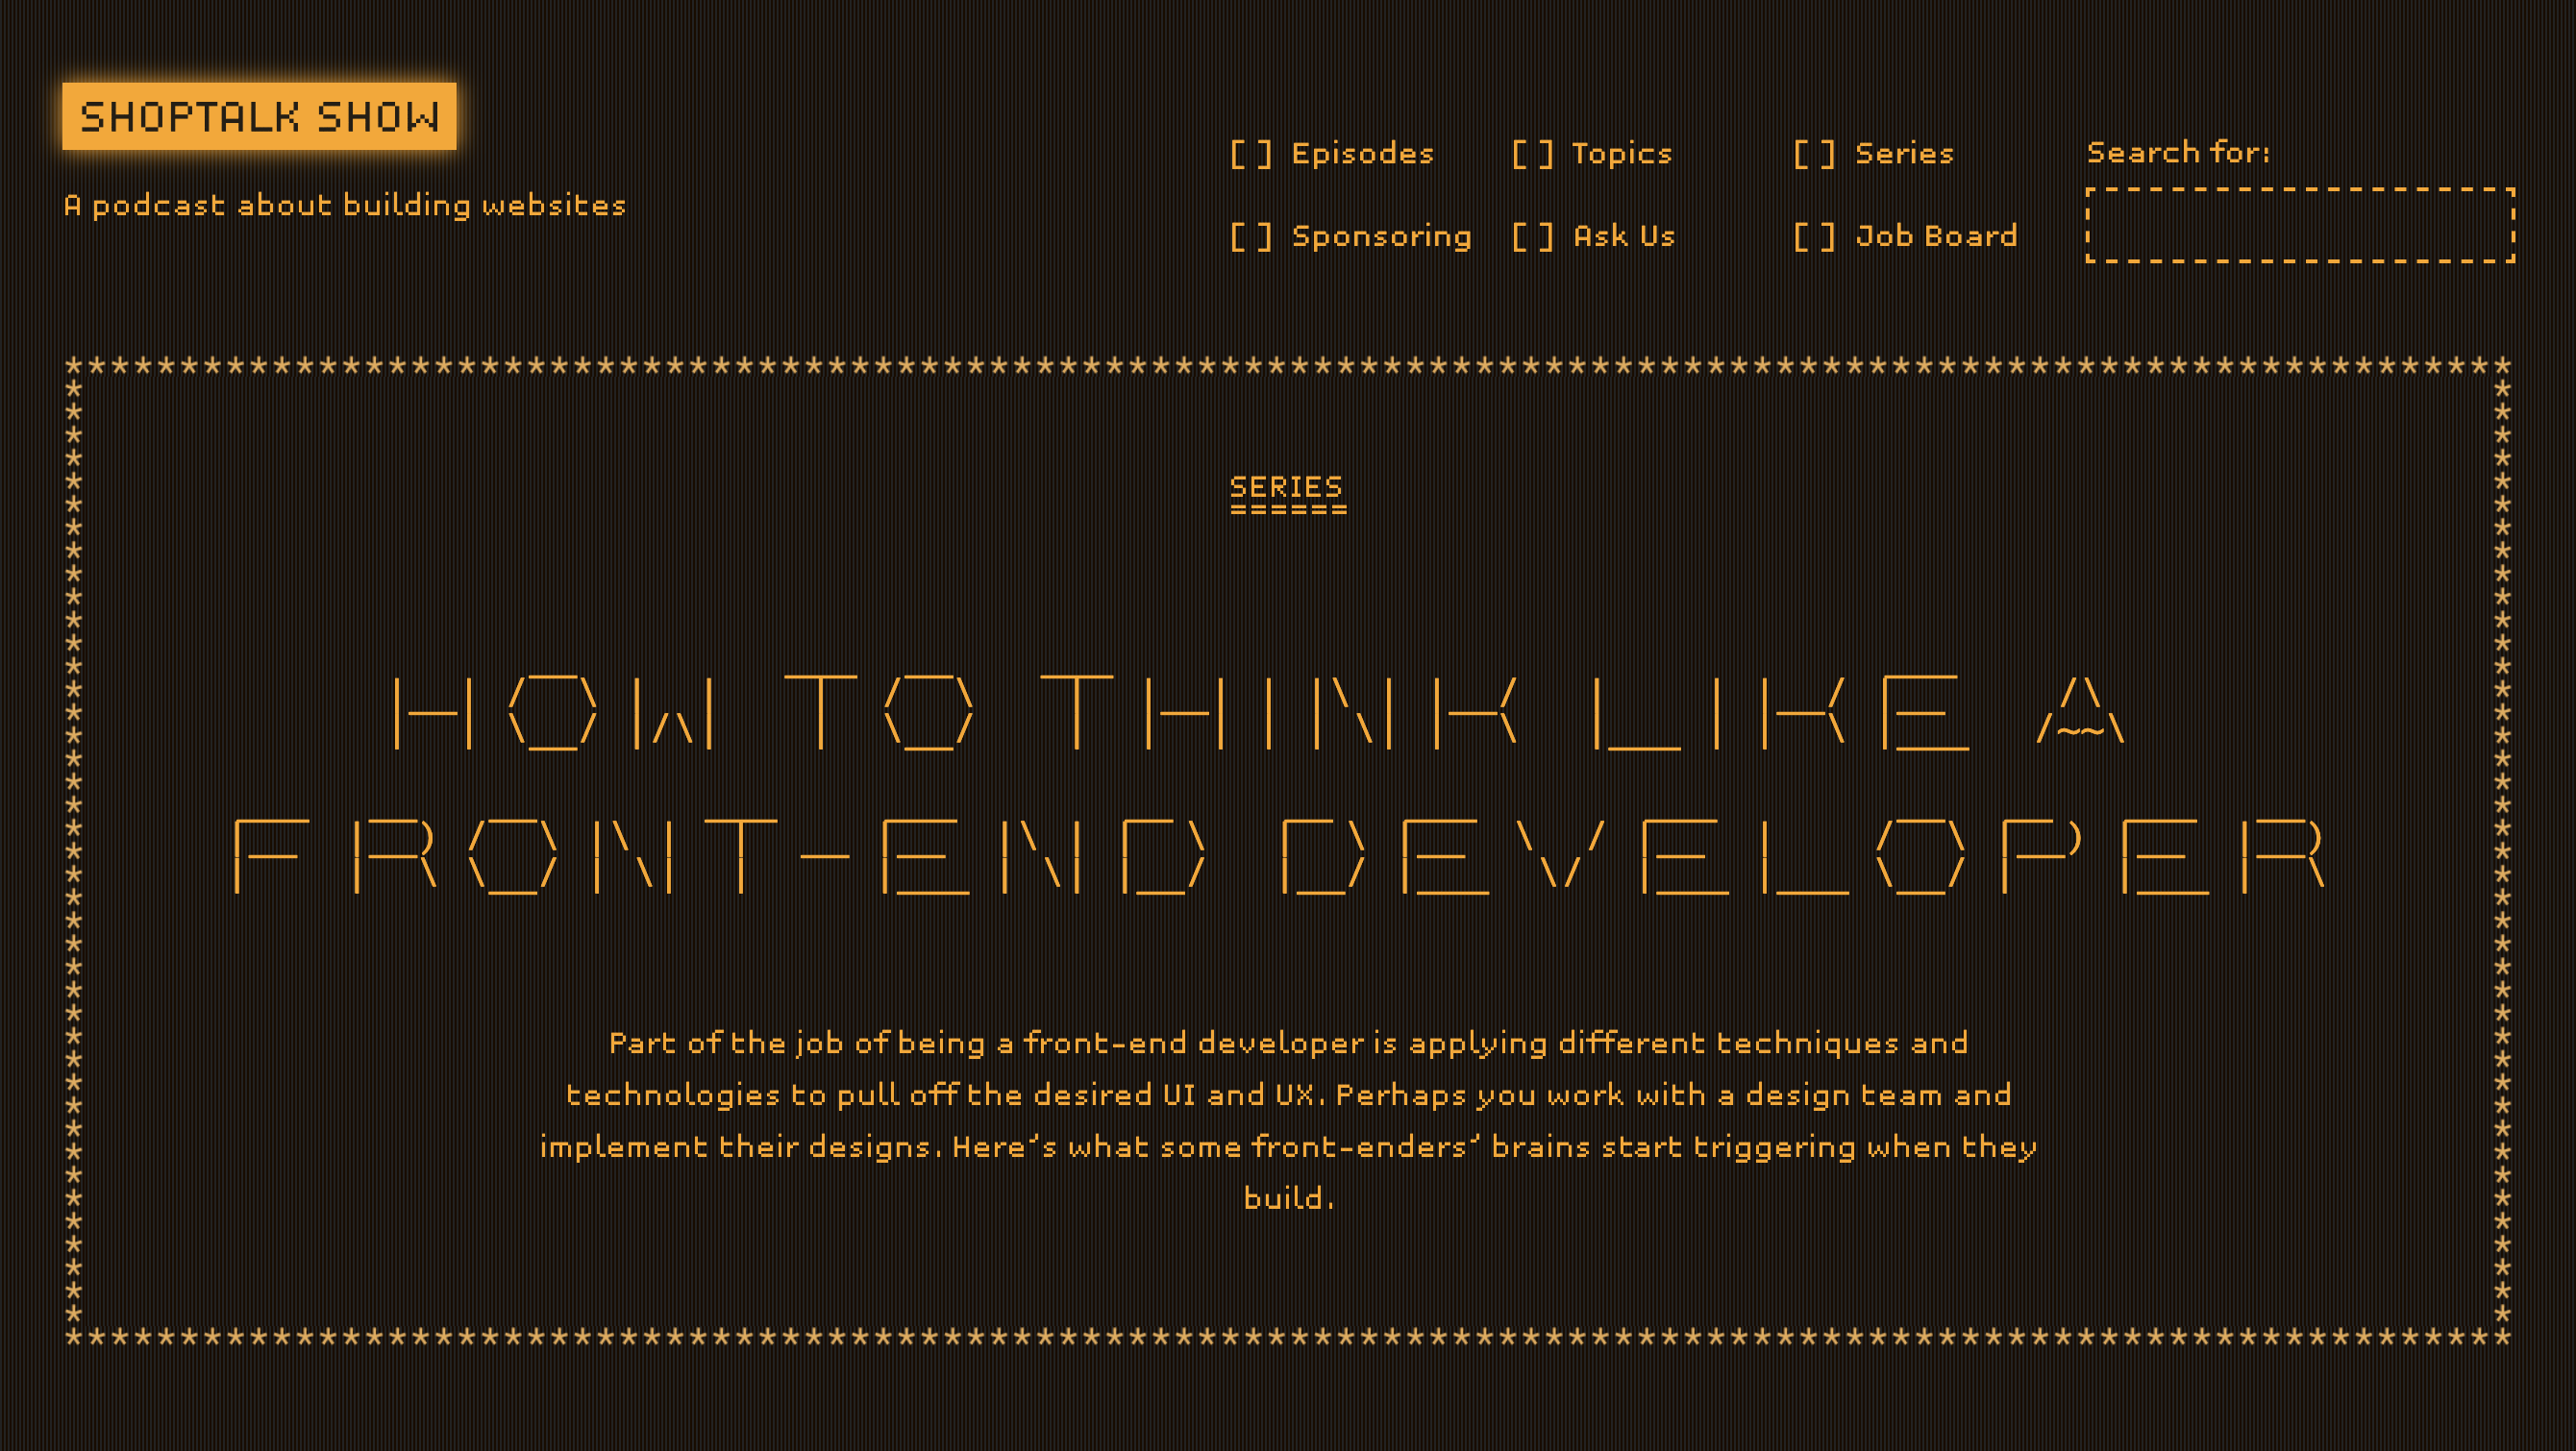 SHOPTALK SHOW
A podcast about building websites
[ ] Episodes [ ] Topics [ ] Series
[ ] Sponsoring [ ] Ask Us [ ] Job Board
Search for:
SERIES
======
HOW TO THINK LIKE A
FRONT-END DEVELOPER
Part of the job of being a front-end developer is applying different techniques and
technologies to pull off the desired UI and UX. Perhaps you work with a design team and
implement their designs. Here's what some front-enders' brains start triggering when they
build.